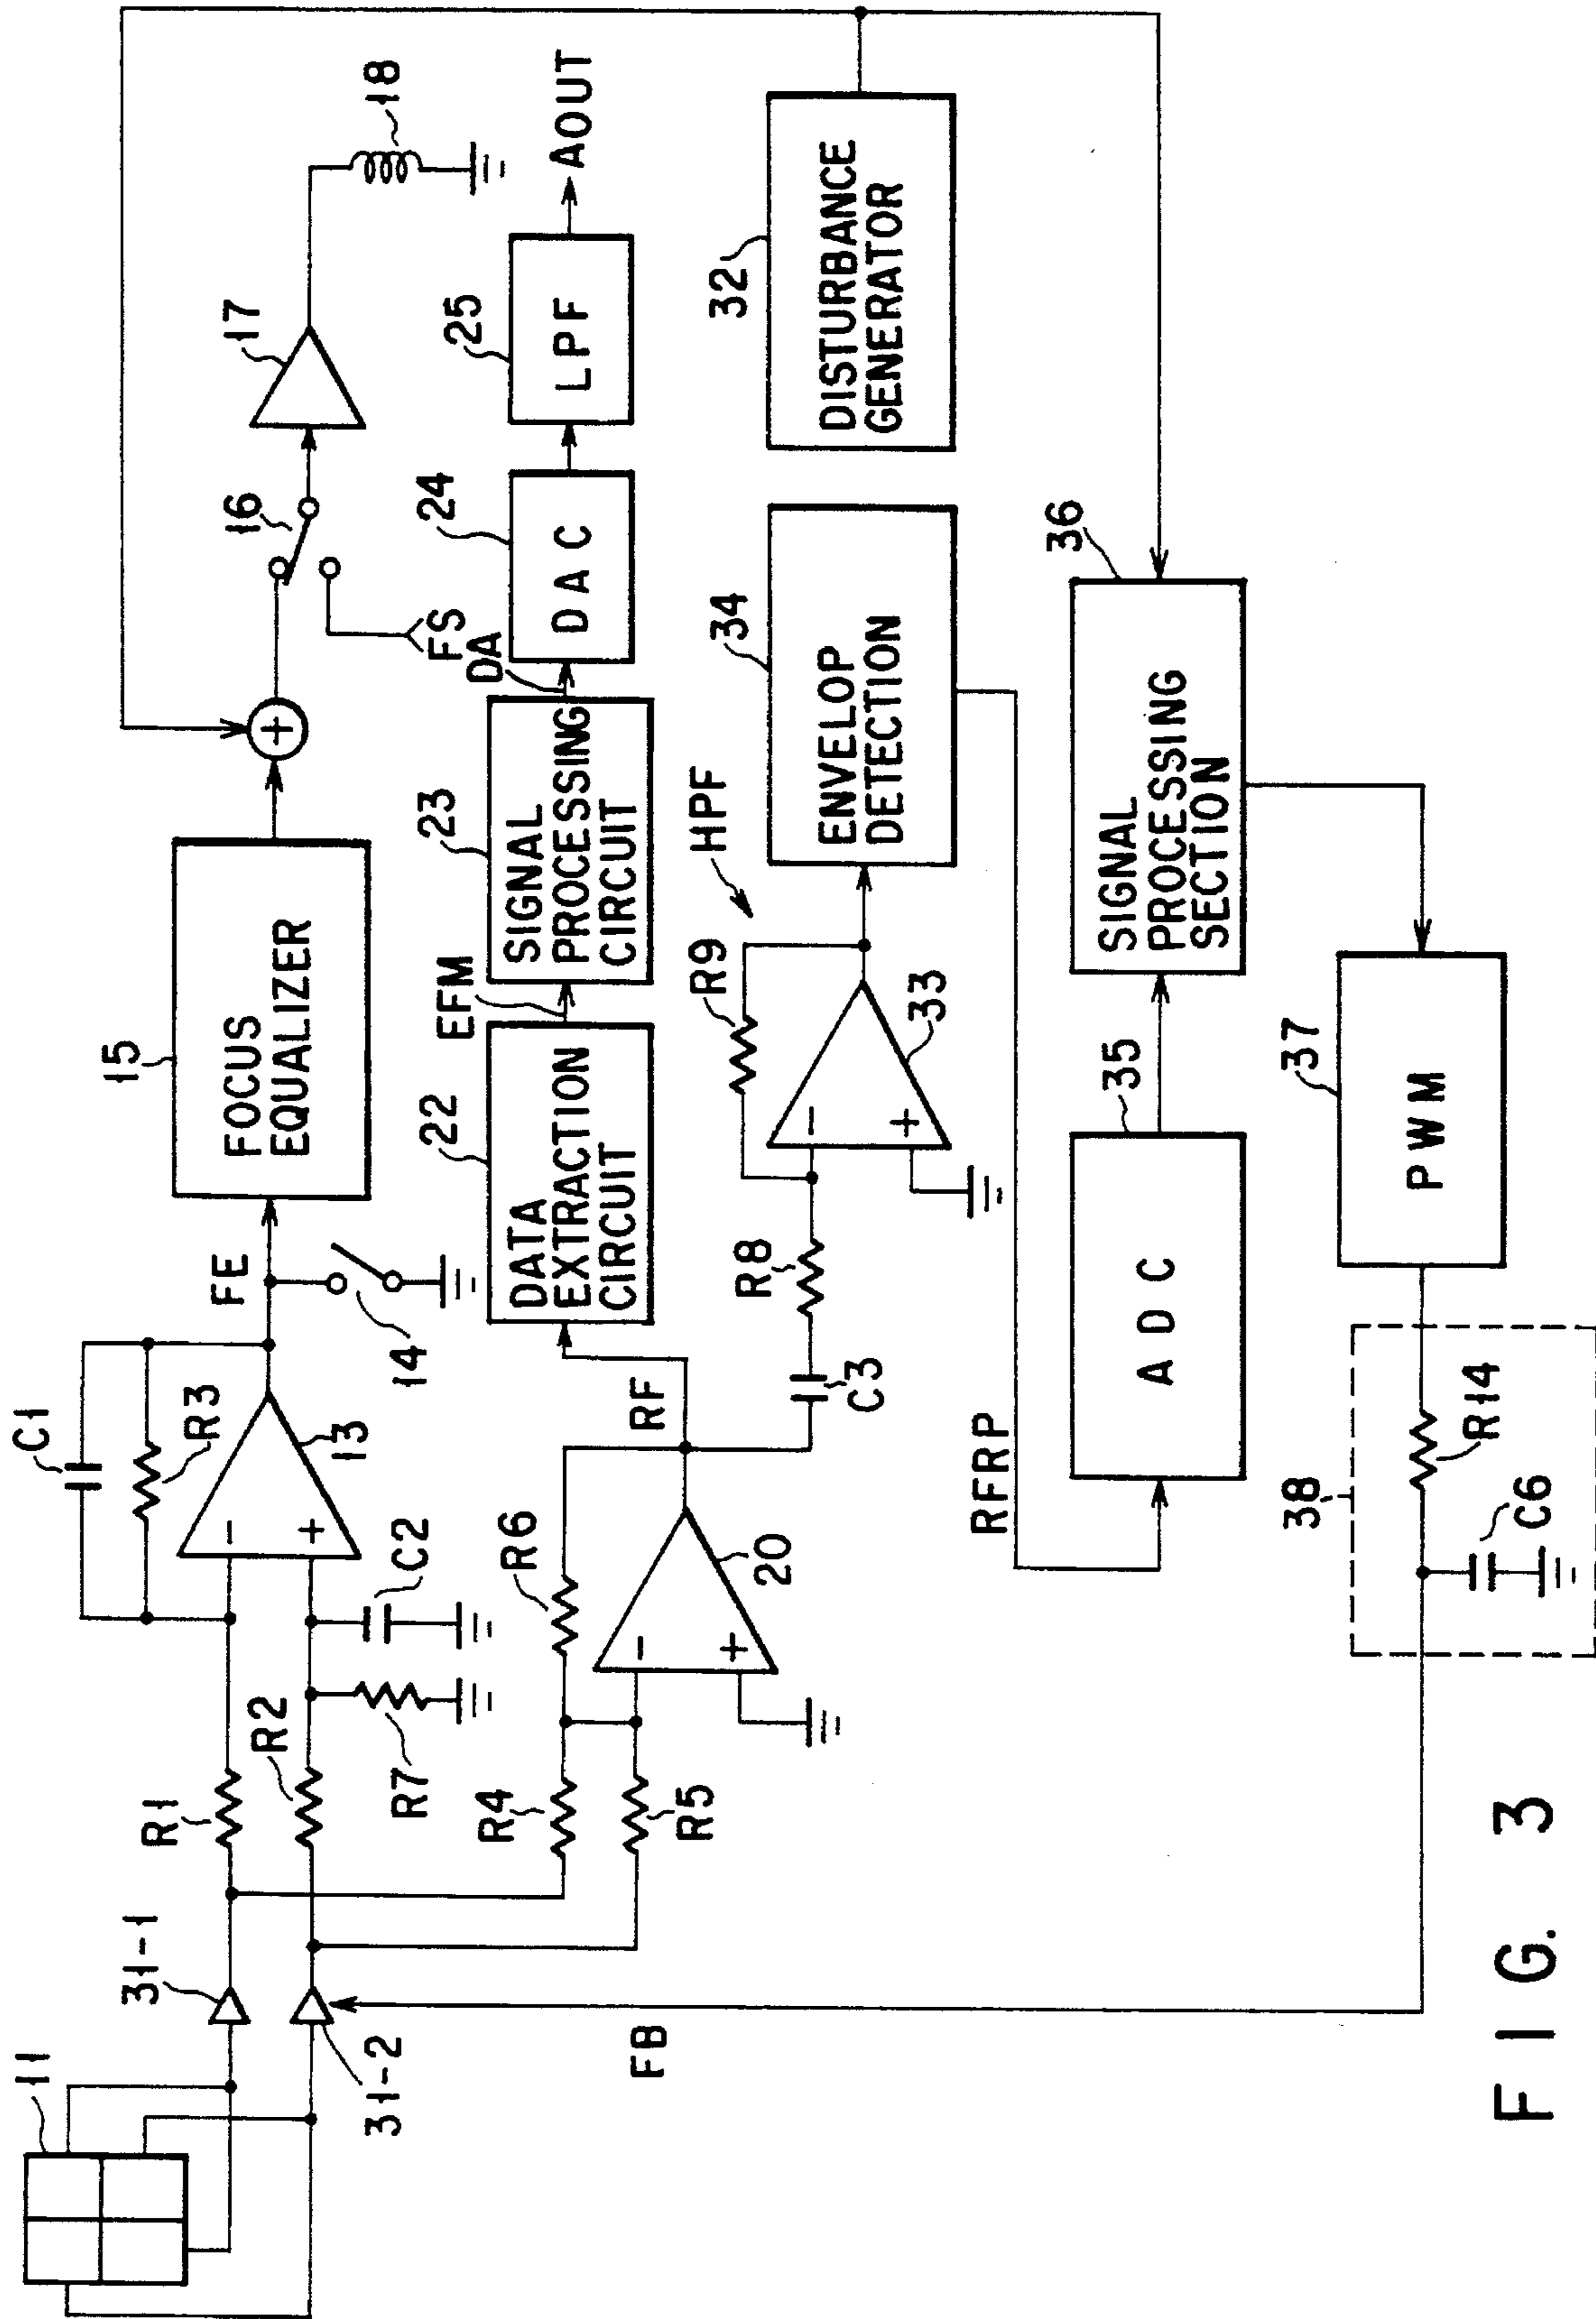 11
31-1
31-2
R1
R2
R7
C2
C1
R3
13
FE
14
15
FOCUS
EQUALIZER
+
-
+
16
FS
17
18
R4
R5
R6
-
+
20
RF
22
DATA
EXTRACTION
CIRCUIT
EFM
23
SIGNAL
PROCESSING
CIRCUIT
DA
24
DAC
25
LPF
AOUT
C3
R8
R9
-
+
33
HPF
34
ENVELOP
DETECTION
32
DISTURBANCE
GENERATOR
RFRP
35
ADC
36
SIGNAL
PROCESSING
SECTION
37
PWM
38
R14
C6
FB
FIG. 3